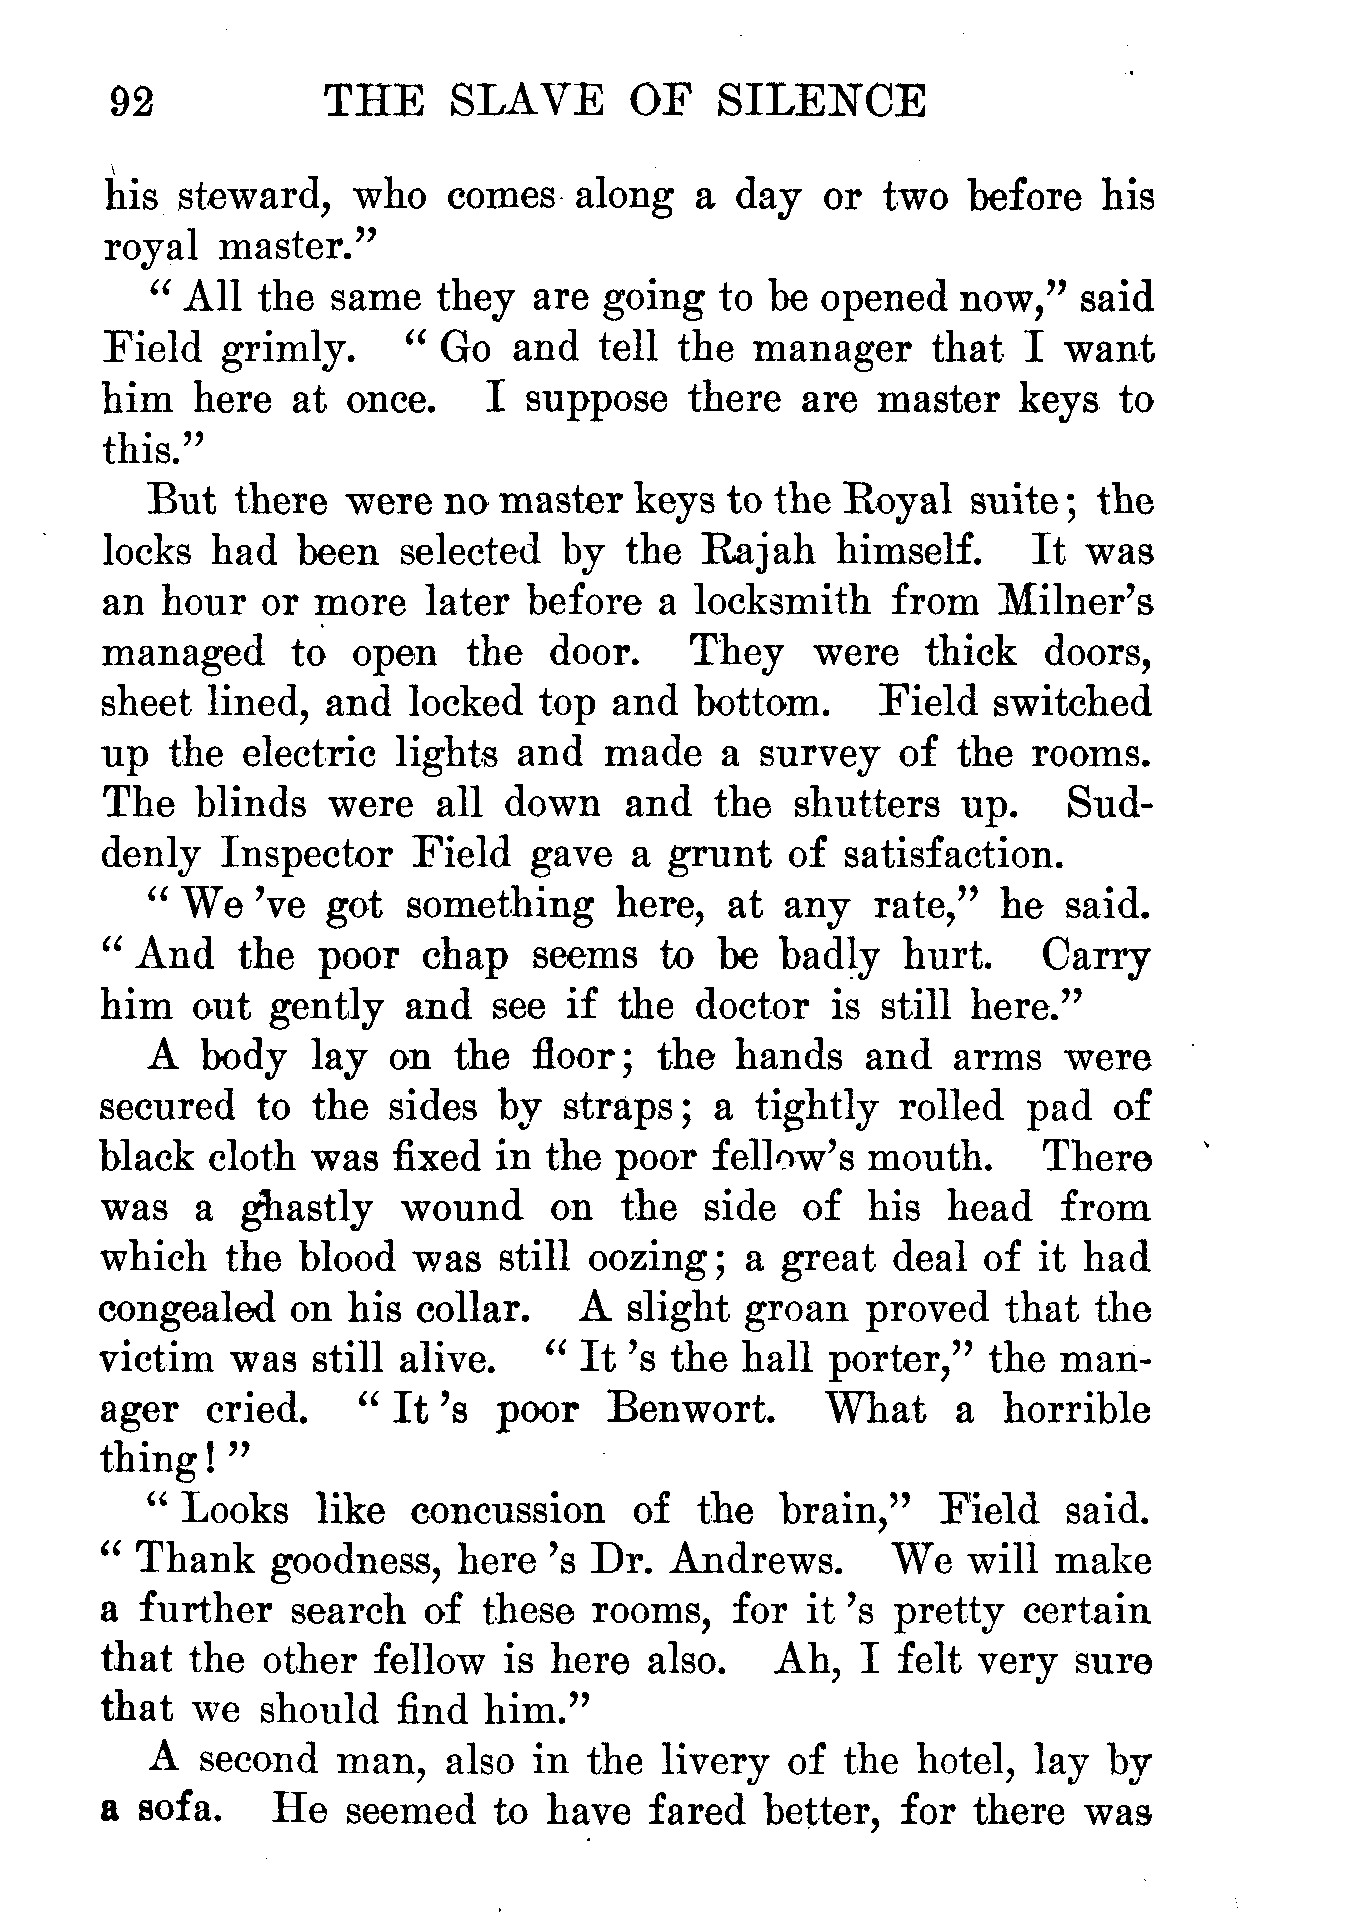 92 THE SLAVE OF SILENCE
his steward, who comes along a day or two before his
royal master."
" All the same they are going to be opened now," said
Field grimly. " Go and tell the manager that I want
him here at once. I suppose there are master keys to
this."
But there were no master keys to the Royal suite; the
locks had been selected by the Rajah himself. It was
an hour or more later before a locksmith from Milner's
managed to open the door. They were thick doors,
sheet lined, and locked top and bottom. Field switched
up the electric lights and made a survey of the rooms.
The blinds were all down and the shutters up. Sud-
denly Inspector Field gave a grunt of satisfaction.
" We 've got something here, at any rate," he said.
" And the poor chap seems to be badly hurt. Carry
him out gently and see if the doctor is still here."
A body lay on the floor; the hands and arms were
secured to the sides by straps; a tightly rolled pad of
black cloth was fixed in the poor fellow's mouth. There
was a ghastly wound on the side of his head from
which the blood was still oozing; a great deal of it had
congealed on his collar. A slight groan proved that the
victim was still alive. " It 's the hall porter," the man-
ager cried. " It 's poor Benwort. What a horrible
thing! "
" Looks like concussion of the brain," Field said.
" Thank goodness, here 's Dr. Andrews. We will make
a further search of these rooms, for it 's pretty certain
that the other fellow is here also. Ah, I felt very sure
that we should find him."
A second man, also in the livery of the hotel, lay by
a sofa. He seemed to have fared better, for there was